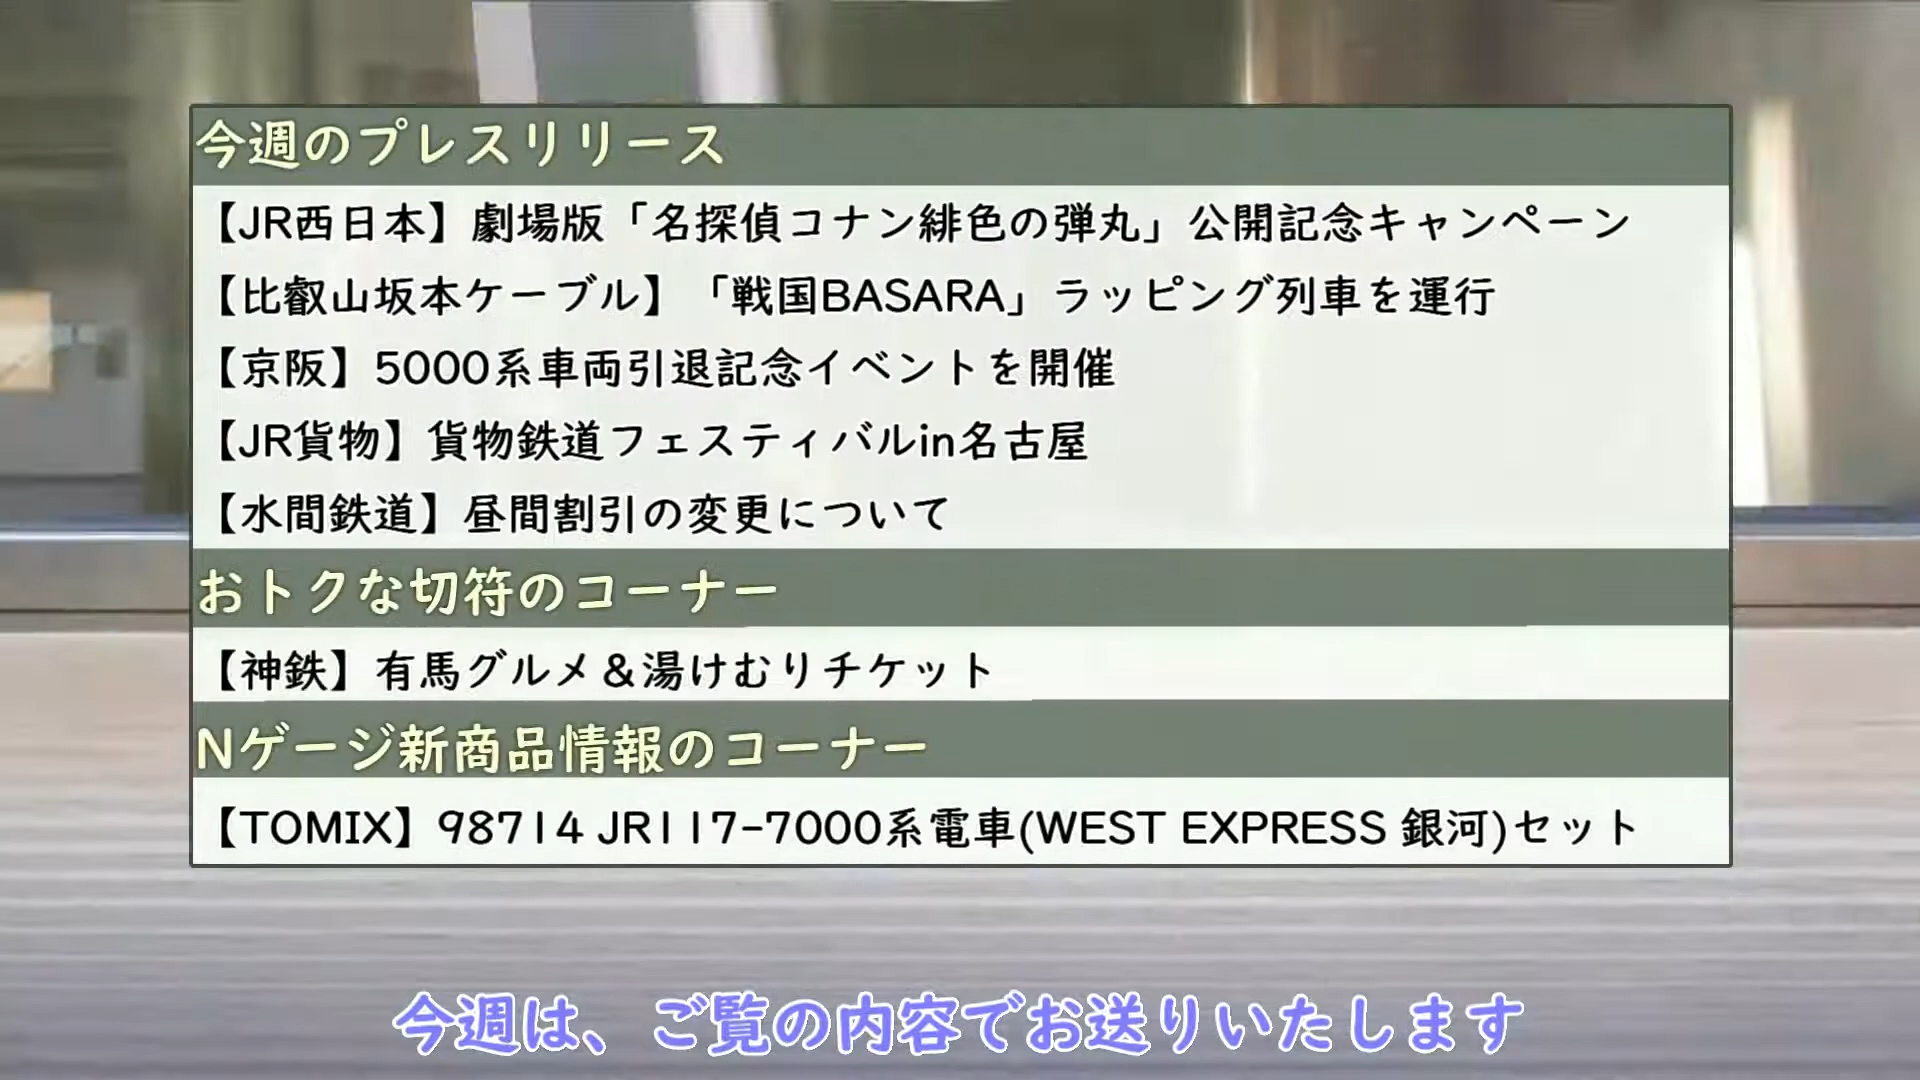 今週のプレスリリース
【JR西日本】劇場版「名探偵コナン緋色の弾丸」公開記念キャンペーン
【比叡山坂本ケーブル】「戦国BASARA」ラッピング列車を運行
【京阪】5000系車両引退記念イベントを開催
【JR貨物】貨物鉄道フェスティバルin名古屋
【水間鉄道】昼間割引の変更について
おトクな切符のコーナー
【神鉄】有馬グルメ＆湯けむりチケット
Nゲージ新商品情報のコーナー
【TOMIX】98714 JR117-7000系電車(WEST EXPRESS 銀河)セット
今週は、ご覧の内容でお送りいたします